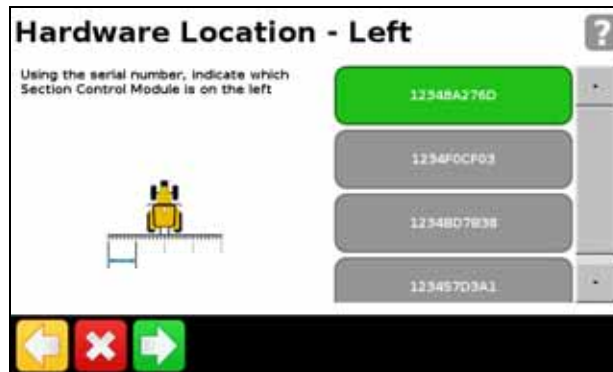 Hardware Location - Left
?
Using the serial number, indicate which
Section Control Module is on the left
12348A276D
1234F0CF03
1234BD7B38
123457D3A1